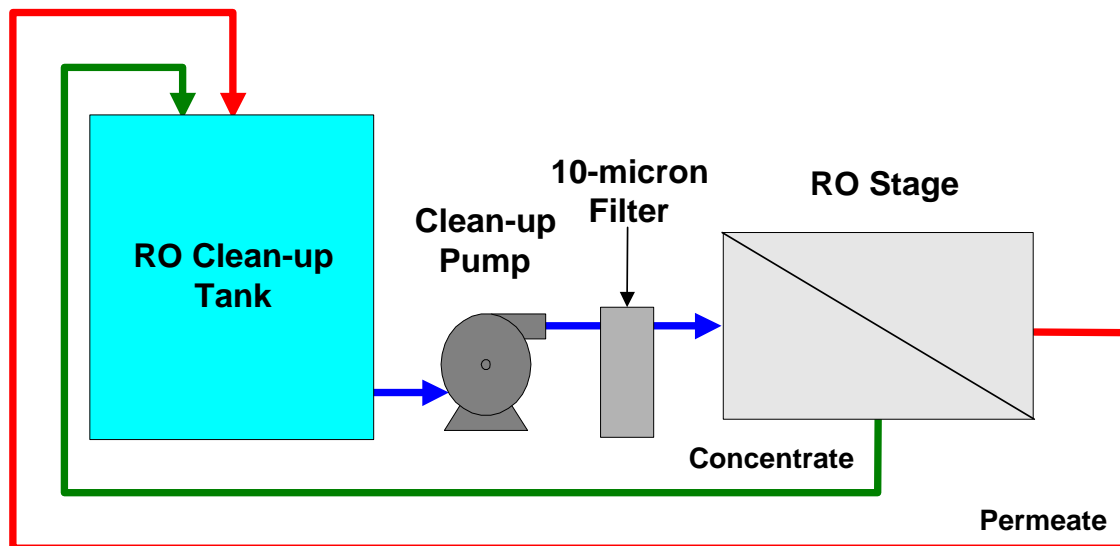 RO Clean-up
Tank
Clean-up
Pump
10-micron
Filter
RO Stage
Concentrate
Permeate